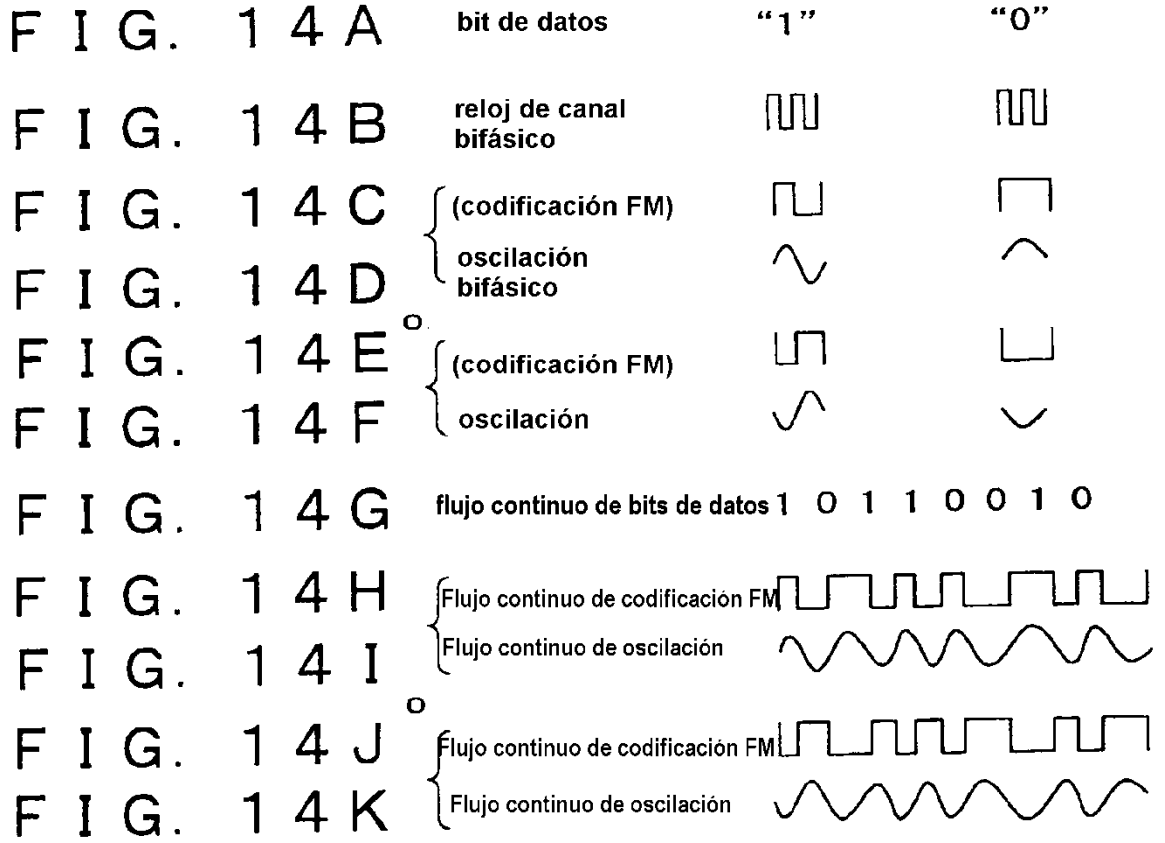 FIG. 14A bit de datos “1” “0”
FIG. 14B reloj de canal
bifásico
FIG. 14C (codificación FM)
FIG. 14D oscilación
bifásico
o
FIG. 14E (codificación FM)
FIG. 14F oscilación
FIG. 14G flujo continuo de bits de datos 1 0 1 1 0 0 1 0
FIG. 14H Flujo continuo de codificación FM
FIG. 14I Flujo continuo de oscilación
o
FIG. 14J Flujo continuo de codificación FM
FIG. 14K Flujo continuo de oscilación